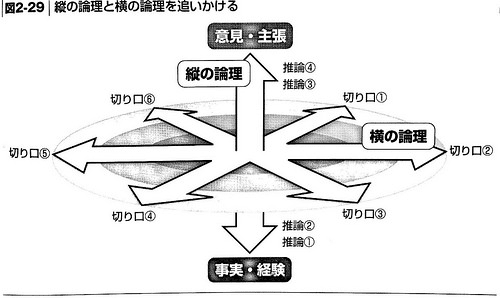 図2-29 縦の論理と横の論理を追いかける
意見・主張
縦の論理
推論④
推論③
切り口⑥
切り口①
横の論理
切り口⑤
切り口②
切り口④
切り口③
推論②
推論①
事実・経験